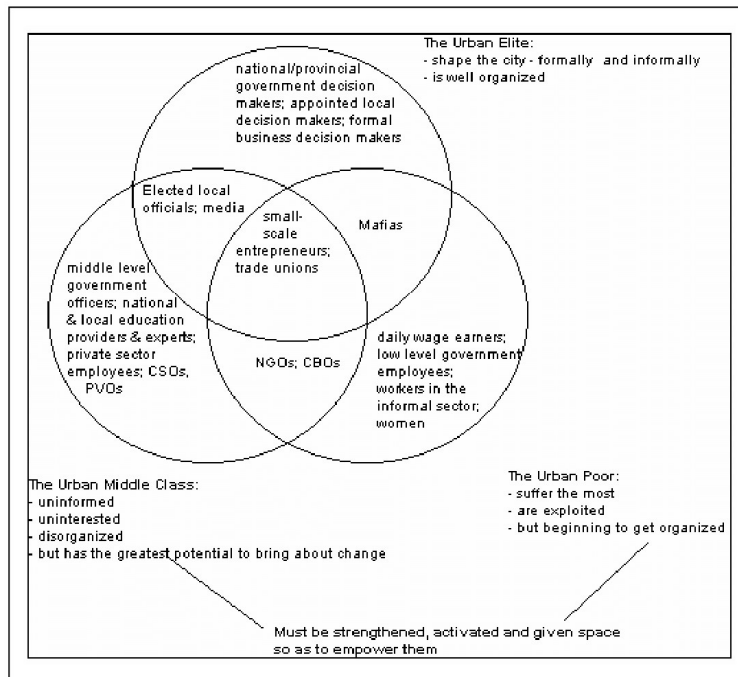 The Urban Elite:
- shape the city - formally and informally
- is well organized
national/provincial
government decision
makers; appointed local
decision makers; formal
business decision makers
Elected local
officials; media
small-
scale
entrepreneurs;
trade unions
Mafias
middle level
government
officers; national
& local education
providers & experts;
private sector
employees; CSOs,
PVOs
NGOs; CBOs
daily wage earners;
low level government
employees;
workers in the
informal sector;
women
The Urban Middle Class:
- uninformed
- uninterested
- disorganized
- but has the greatest potential to bring about change
The Urban Poor:
- suffer the most
- are exploited
- but beginning to get organized
Must be strengthened, activated and given space
so as to empower them